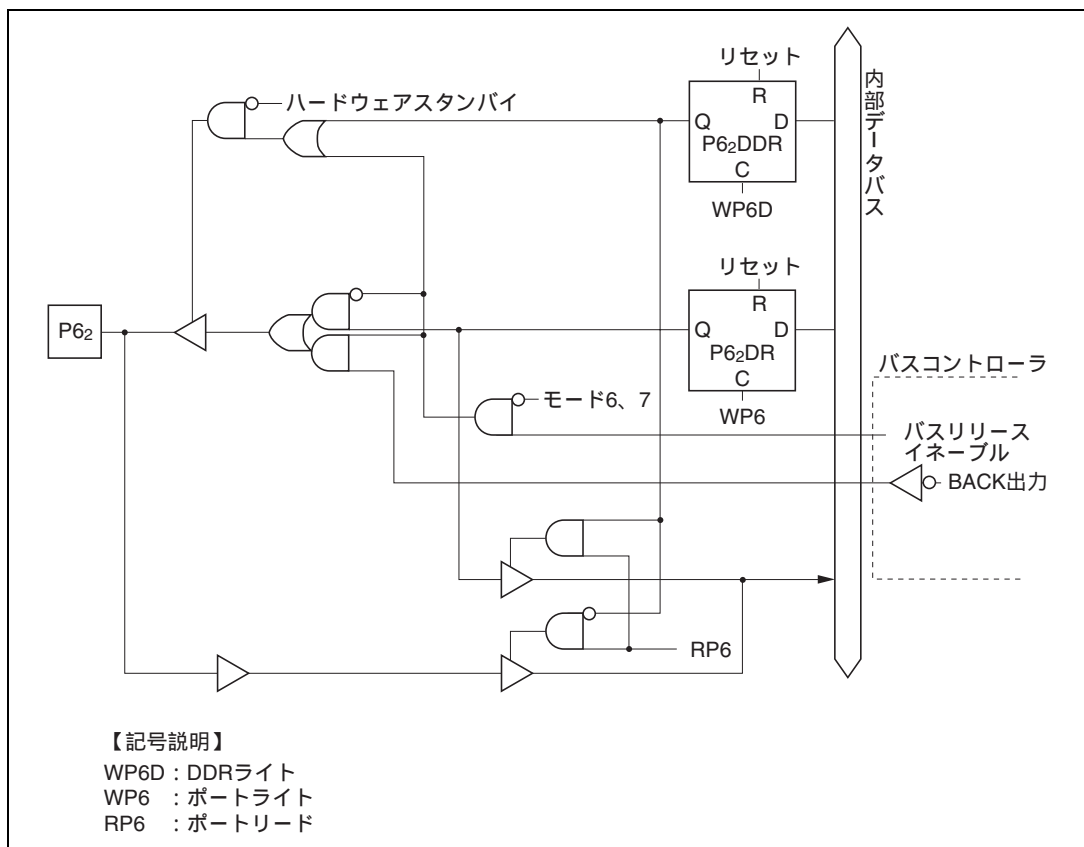 リセット
ハードウェアスタンバイ
R
Q
D
P6₂DDR
C
WP6D
内部データバス
リセット
R
P6₂
Q
D
P6₂DR
C
WP6
バスコントローラ
モード6、7
バスリリース
イネーブル
BACK出力
RP6
【記号説明】
WP6D：DDRライト
WP6 ：ポートライト
RP6 ：ポートリード